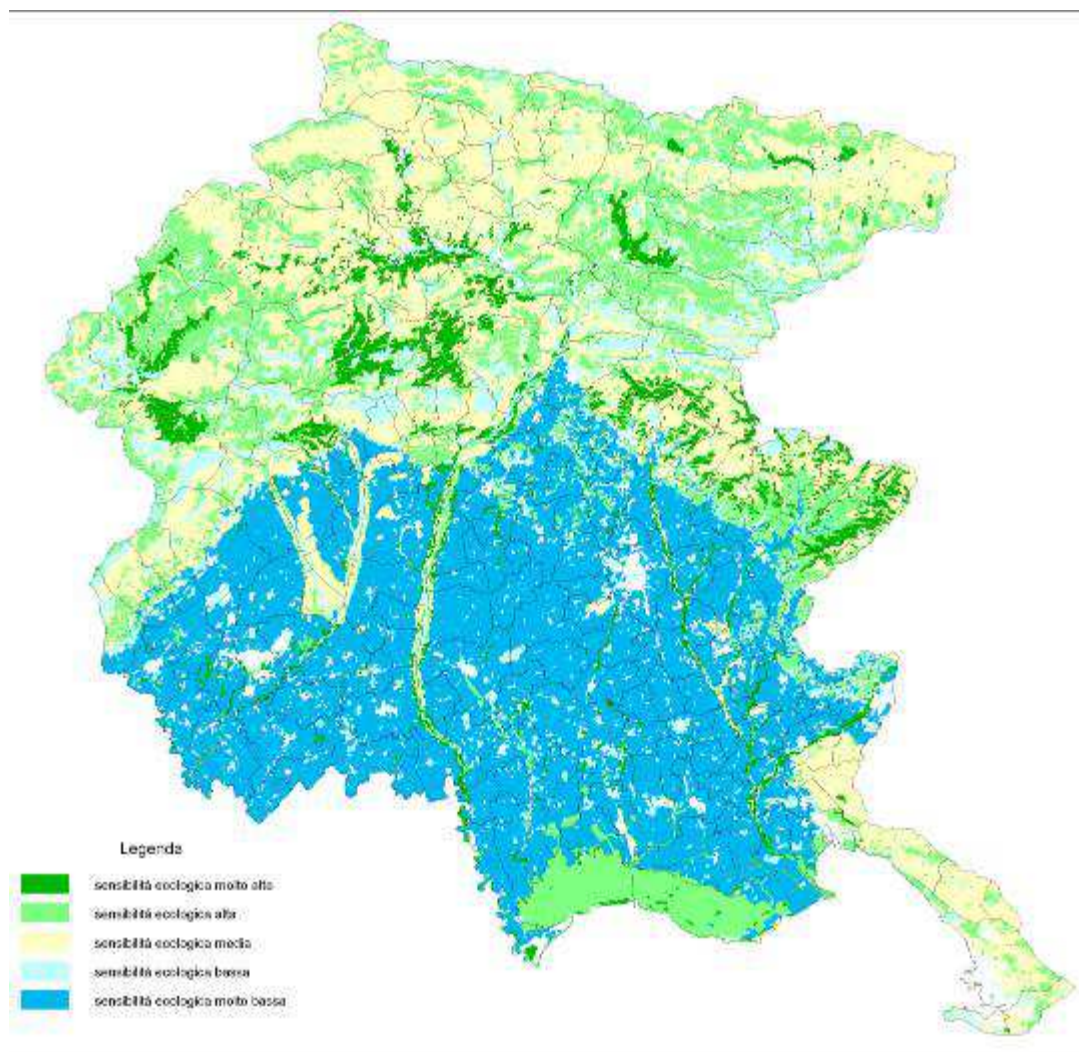 Legenda
sensibilità ecologica molto alta
sensibilità ecologica alta
sensibilità ecologica media
sensibilità ecologica bassa
sensibilità ecologica molto bassa